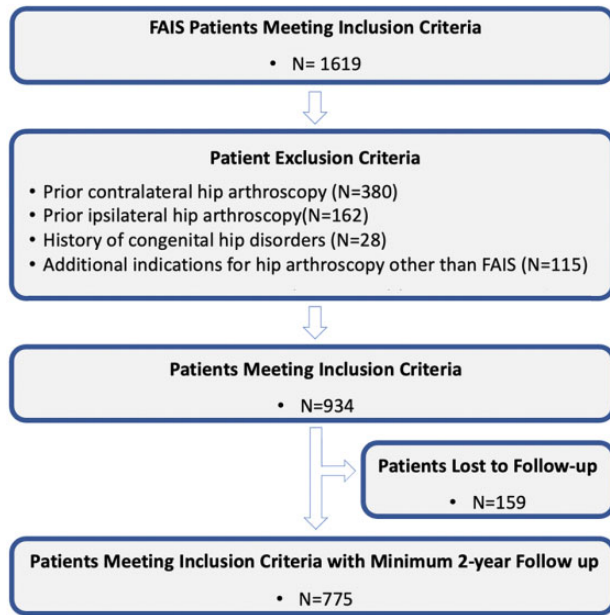 FAIS Patients Meeting Inclusion Criteria
• N= 1619
Patient Exclusion Criteria
• Prior contralateral hip arthroscopy (N=380)
• Prior ipsilateral hip arthroscopy(N=162)
• History of congenital hip disorders (N=28)
• Additional indications for hip arthroscopy other than FAIS (N=115)
Patients Meeting Inclusion Criteria
• N=934
Patients Lost to Follow-up
• N=159
Patients Meeting Inclusion Criteria with Minimum 2-year Follow up
• N=775